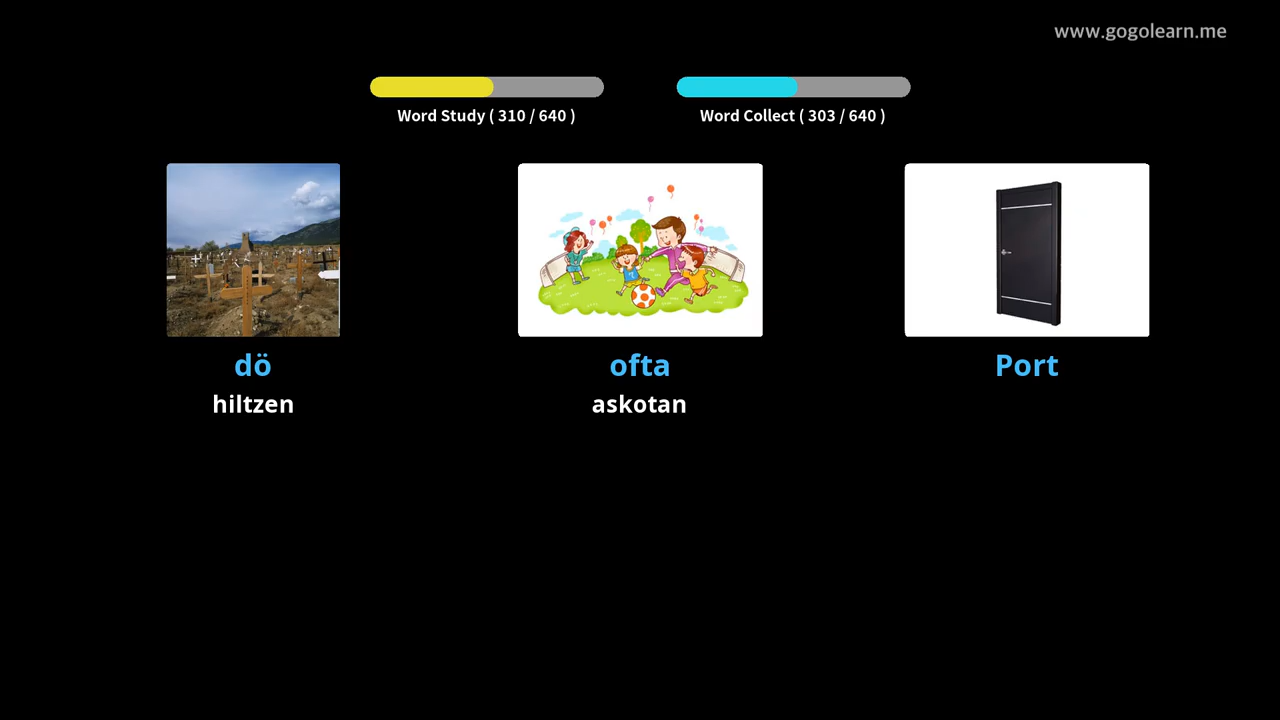 www.gogolearn.me
Word Study ( 310 / 640 )
Word Collect ( 303 / 640 )
dö
ofta
Port
hiltzen
askotan